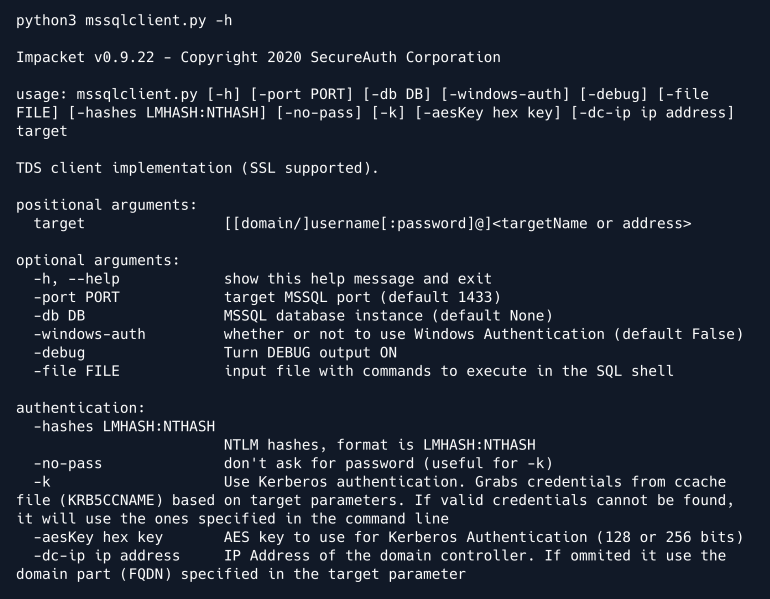 python3 mssqlclient.py -h
Impacket v0.9.22 - Copyright 2020 SecureAuth Corporation
usage: mssqlclient.py [-h] [-port PORT] [-db DB] [-windows-auth] [-debug] [-file
FILE] [-hashes LMHASH:NTHASH] [-no-pass] [-k] [-aesKey hex key] [-dc-ip ip address]
target
TDS client implementation (SSL supported).
positional arguments:
  target                [[domain/]username[:password]@]<targetName or address>
optional arguments:
  -h, --help            show this help message and exit
  -port PORT            target MSSQL port (default 1433)
  -db DB                MSSQL database instance (default None)
  -windows-auth         whether or not to use Windows Authentication (default False)
  -debug                Turn DEBUG output ON
  -file FILE            input file with commands to execute in the SQL shell
authentication:
  -hashes LMHASH:NTHASH
                        NTLM hashes, format is LMHASH:NTHASH
  -no-pass              don't ask for password (useful for -k)
  -k                    Use Kerberos authentication. Grabs credentials from ccache
file (KRB5CCNAME) based on target parameters. If valid credentials cannot be found,
it will use the ones specified in the command line
  -aesKey hex key       AES key to use for Kerberos Authentication (128 or 256 bits)
  -dc-ip ip address     IP Address of the domain controller. If ommited it use the
domain part (FQDN) specified in the target parameter